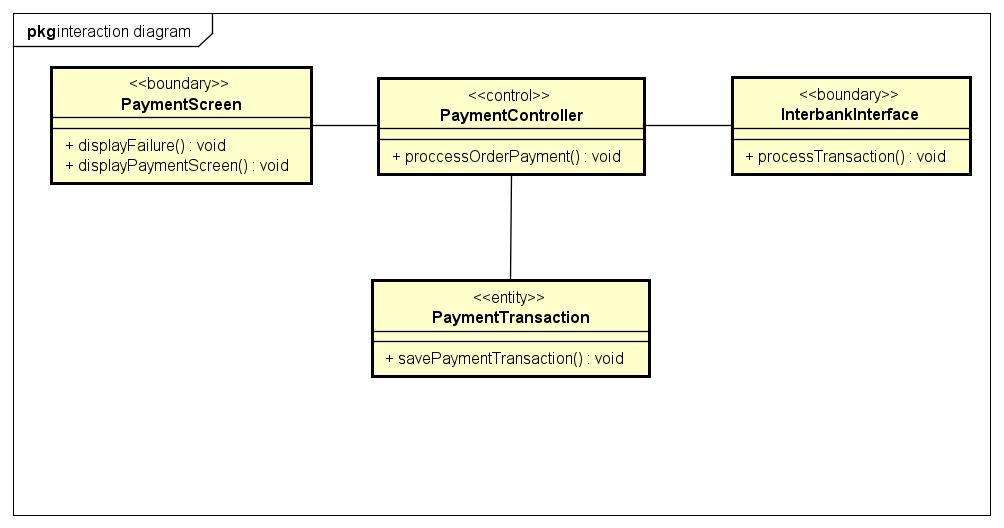 pkg interaction diagram
<<boundary>>
PaymentScreen
+ displayFailure() : void
+ displayPaymentScreen() : void
<<control>>
PaymentController
+ proccessOrderPayment() : void
<<boundary>>
InterbankInterface
+ processTransaction() : void
<<entity>>
PaymentTransaction
+ savePaymentTransaction() : void